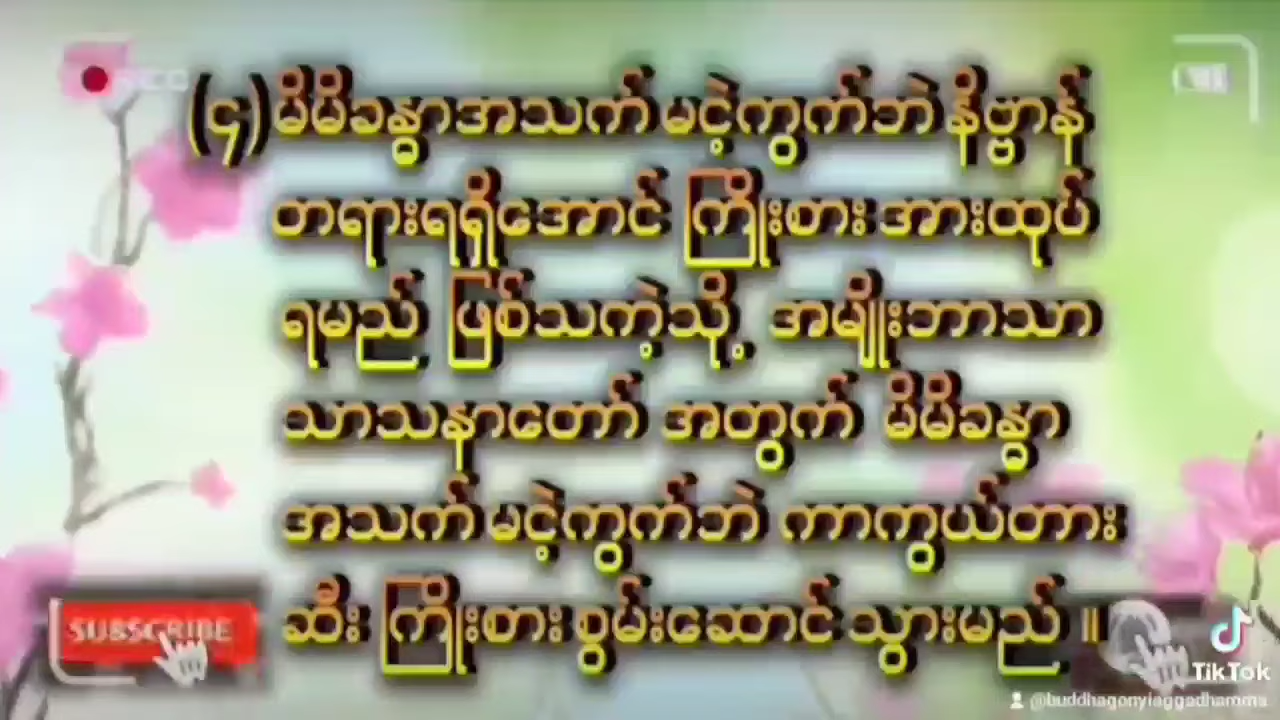 (၄) မိမိခန္ဓာအသက် မငဲ့ကွက်ဘဲ နိဗ္ဗာန်
တရားရရှိအောင် ကြိုးစား အားထုပ်
ရမည် ဖြစ်သကဲ့သို့ အမျိုးဘာသာ
သာသနာတော် အတွက် မိမိခန္ဓာ
အသက် မငဲ့ကွက်ဘဲ ကာကွယ်တား
ဆီး ကြိုးစား စွမ်းဆောင် သွားမည် ။
SUBSCRIBE
TikTok
@buddhagonyiaggadhamma